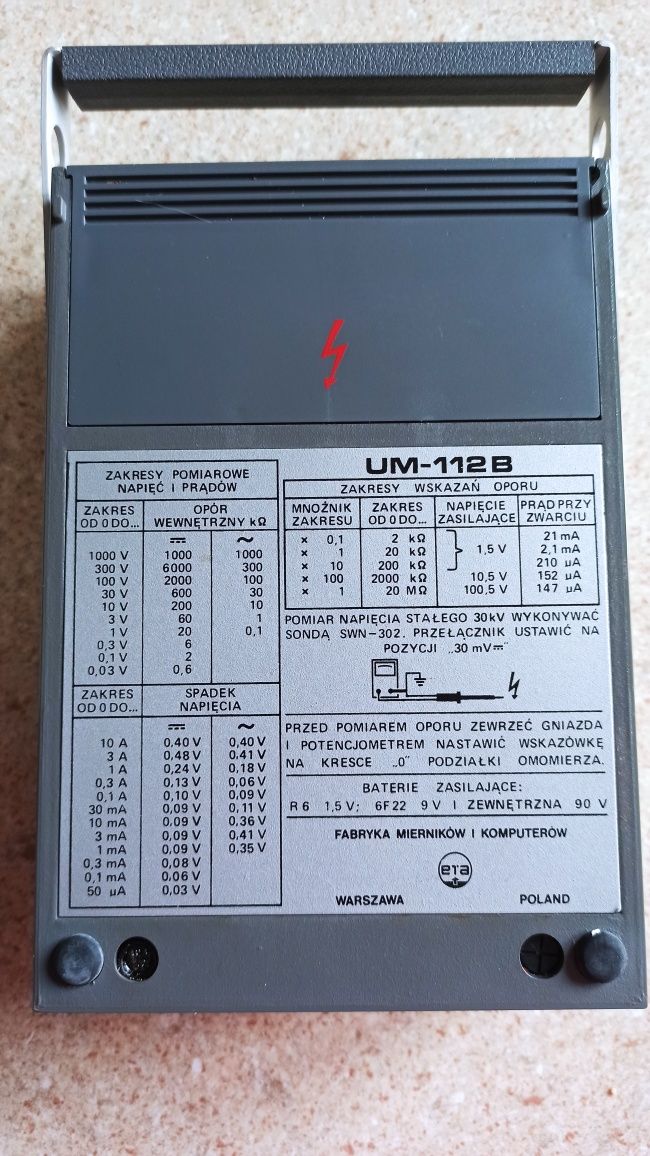 UM-112B
ZAKRESY POMIAROWE
NAPIĘĆ I PRĄDÓW
ZAKRES OPÓR
OD 0 DO... WEWNĘTRZNY kΩ
⎓ ~
1000 V 1000 1000
300 V 6000 300
100 V 2000 100
30 V 600 30
10 V 200 10
3 V 60 1
1 V 20 0,1
0,3 V 6
0,1 V 2
0,03 V 0,6
ZAKRES SPADEK
OD 0 DO... NAPIĘCIA
⎓ ~
10 A 0,40 V 0,40 V
3 A 0,48 V 0,41 V
1 A 0,24 V 0,18 V
0,3 A 0,13 V 0,06 V
0,1 A 0,10 V 0,09 V
30 mA 0,09 V 0,11 V
10 mA 0,09 V 0,36 V
3 mA 0,09 V 0,41 V
1 mA 0,09 V 0,35 V
0,3 mA 0,08 V
0,1 mA 0,06 V
50 µA 0,03 V
ZAKRESY WSKAZAŃ OPORU
MNOŻNIK ZAKRES NAPIĘCIE PRĄD PRZY
ZAKRESU OD 0 DO... ZASILAJĄCE ZWARCIU
× 0,1 2 kΩ 21 mA
× 1 20 kΩ 1,5 V 2,1 mA
× 10 200 kΩ 210 µA
× 100 2000 kΩ 10,5 V 152 µA
× 1 20 MΩ 100,5 V 147 µA
POMIAR NAPIĘCIA STAŁEGO 30kV WYKONYWAĆ
SONDĄ SWN-302. PRZEŁĄCZNIK USTAWIĆ NA
POZYCJI „30 mV⎓"
PRZED POMIAREM OPORU ZEWRZEĆ GNIAZDA
I POTENCJOMETREM NASTAWIĆ WSKAZÓWKĘ
NA KRESCE „0" PODZIAŁKI OMOMIERZA.
BATERIE ZASILAJĄCE:
R6 1,5 V; 6F22 9 V I ZEWNĘTRZNA 90 V
FABRYKA MIERNIKÓW I KOMPUTERÓW
era
WARSZAWA POLAND